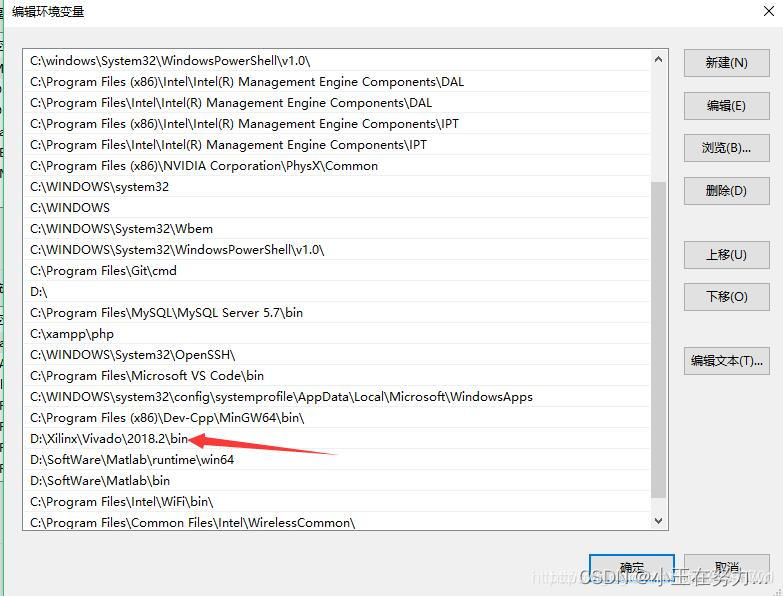 编辑环境变量
C:\windows\System32\WindowsPowerShell\v1.0\
C:\Program Files (x86)\Intel\Intel(R) Management Engine Components\DAL
C:\Program Files\Intel\Intel(R) Management Engine Components\DAL
C:\Program Files (x86)\Intel\Intel(R) Management Engine Components\IPT
C:\Program Files\Intel\Intel(R) Management Engine Components\IPT
C:\Program Files (x86)\NVIDIA Corporation\PhysX\Common
C:\WINDOWS\system32
C:\WINDOWS
C:\WINDOWS\System32\Wbem
C:\WINDOWS\System32\WindowsPowerShell\v1.0\
C:\Program Files\Git\cmd
D:\
C:\Program Files\MySQL\MySQL Server 5.7\bin
C:\xampp\php
C:\WINDOWS\System32\OpenSSH\
C:\Program Files\Microsoft VS Code\bin
C:\WINDOWS\system32\config\systemprofile\AppData\Local\Microsoft\WindowsApps
C:\Program Files (x86)\Dev-Cpp\MinGW64\bin\
D:\Xilinx\Vivado\2018.2\bin
D:\SoftWare\Matlab\runtime\win64
D:\SoftWare\Matlab\bin
C:\Program Files\Intel\WiFi\bin\
C:\Program Files\Common Files\Intel\WirelessCommon\
新建(N)
编辑(E)
浏览(B)...
删除(D)
上移(U)
下移(O)
编辑文本(T)...
确定
取消
CSDN @小王在努力...